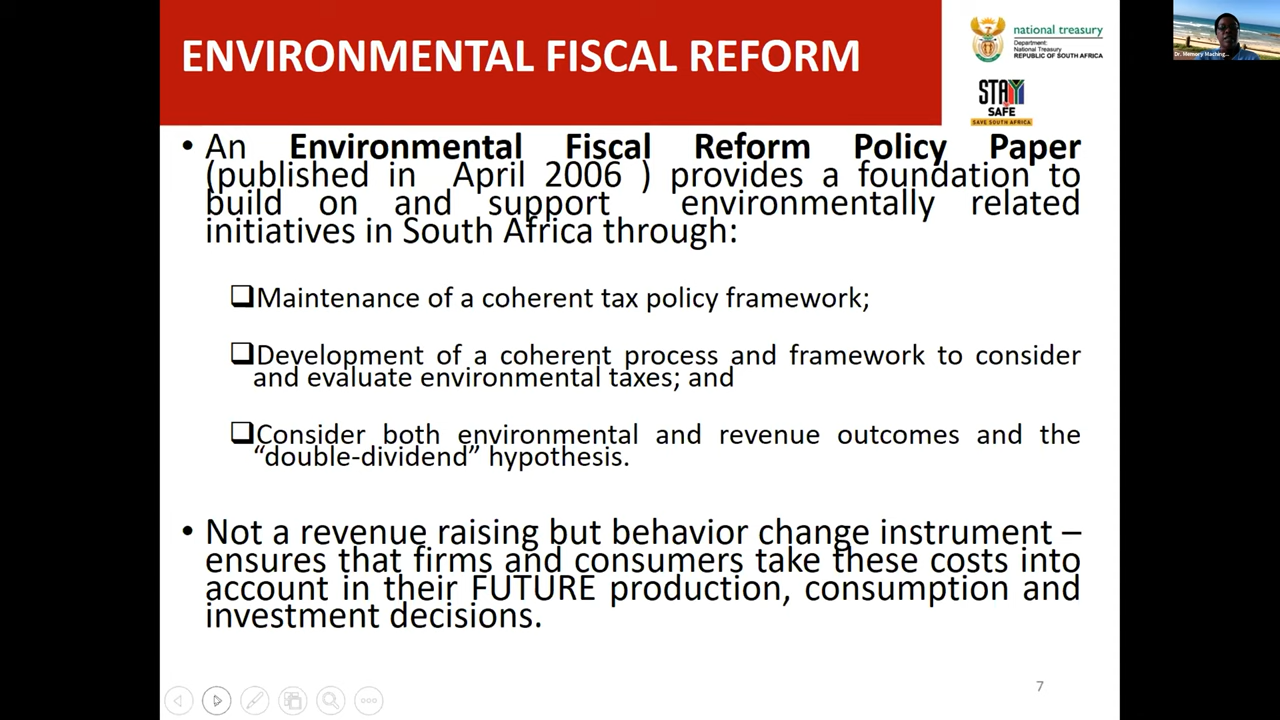 ENVIRONMENTAL FISCAL REFORM
national treasury
Department:
National Treasury
REPUBLIC OF SOUTH AFRICA
STAY
SAFE
SAVE SOUTH AFRICA
Dr. Memory Maching...
• An Environmental Fiscal Reform Policy Paper
(published in April 2006 ) provides a foundation to
build on and support environmentally related
initiatives in South Africa through:
❑Maintenance of a coherent tax policy framework;
❑Development of a coherent process and framework to consider
and evaluate environmental taxes; and
❑Consider both environmental and revenue outcomes and the
“double-dividend” hypothesis.
• Not a revenue raising but behavior change instrument –
ensures that firms and consumers take these costs into
account in their FUTURE production, consumption and
investment decisions.
7